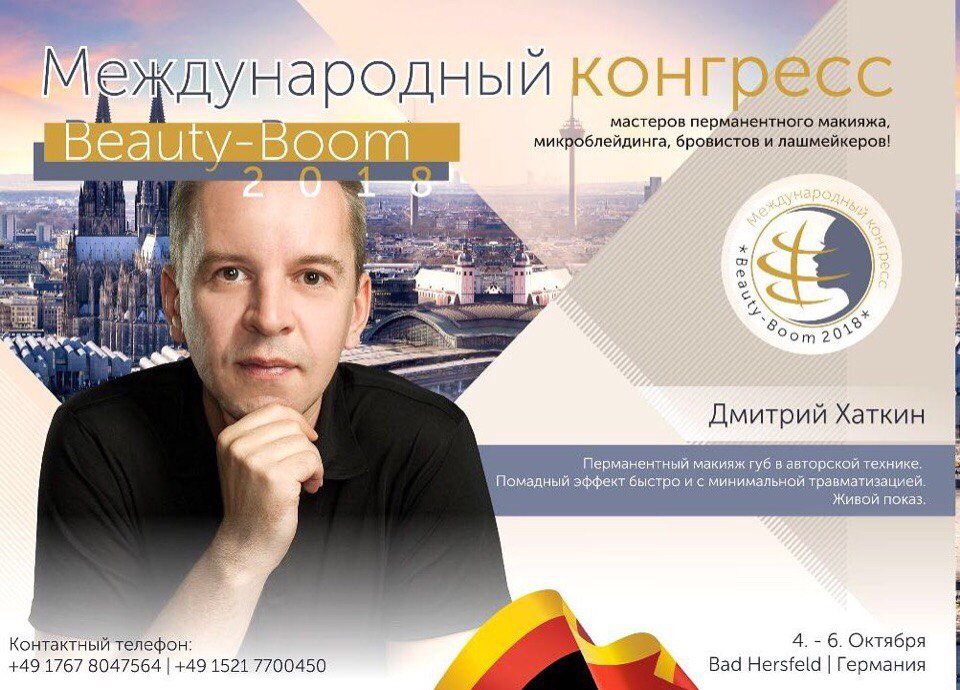 Международный конгресс
Beauty-Boom
2018
мастеров перманентного макияжа,
микроблейдинга, бровистов и лашмейкеров!
Международный конгресс
*Beauty-Boom 2018*
Дмитрий Хаткин
Перманентный макияж губ в авторской технике.
Помадный эффект быстро и с минимальной травматизацией.
Живой показ.
Контактный телефон:
+49 1767 8047564 | +49 1521 7700450
4. - 6. Октября
Bad Hersfeld | Германия